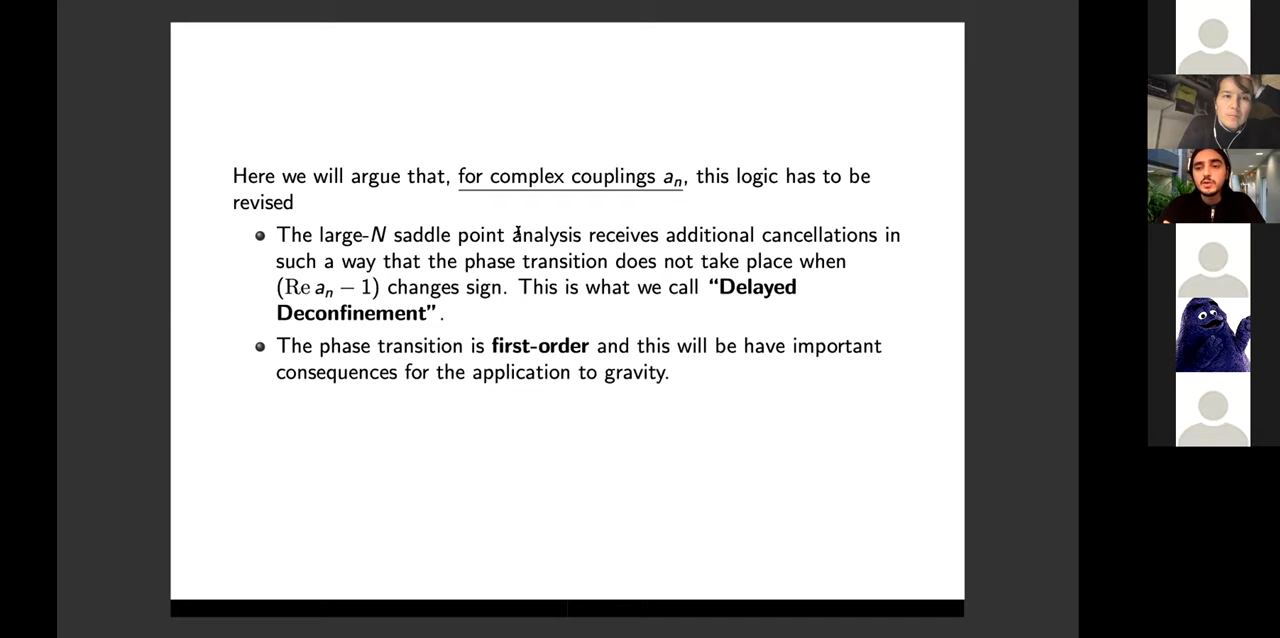 Here we will argue that, for complex couplings aₙ, this logic has to be
revised
The large-N saddle point analysis receives additional cancellations in
such a way that the phase transition does not take place when
(Re aₙ − 1) changes sign. This is what we call “Delayed
Deconfinement”.
The phase transition is first-order and this will be have important
consequences for the application to gravity.